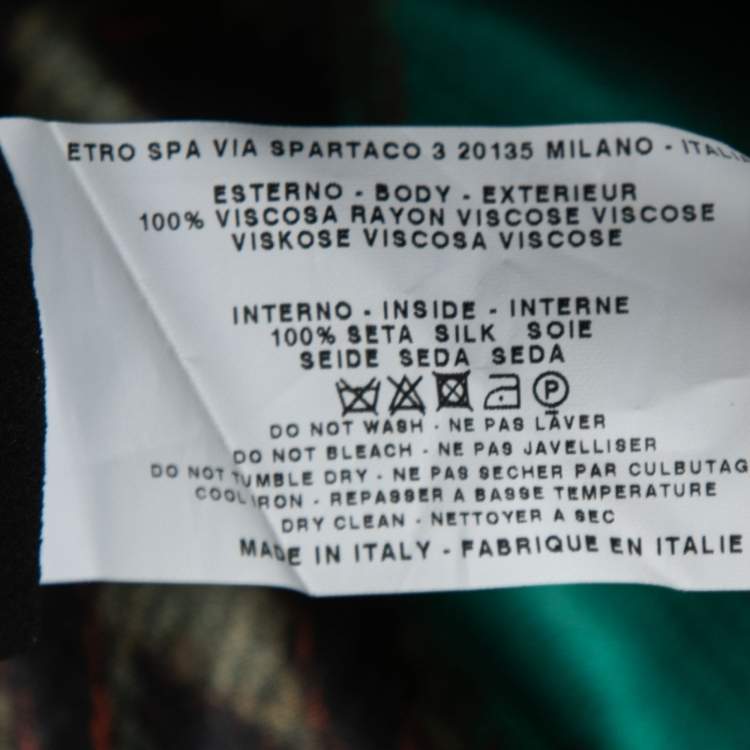 ETRO SPA VIA SPARTACO 3 20135 MILANO - ITALIA
ESTERNO - BODY - EXTERIEUR
100% VISCOSA RAYON VISCOSE VISCOSE
VISKOSE VISCOSA VISCOSE
INTERNO - INSIDE - INTERNE
100% SETA SILK SOIE
SEIDE SEDA SEDA
P
DO NOT WASH - NE PAS LAVER
DO NOT BLEACH - NE PAS JAVELLISER
DO NOT TUMBLE DRY - NE PAS SECHER PAR CULBUTAG
COOL IRON - REPASSER A BASSE TEMPERATURE
DRY CLEAN - NETTOYER A SEC
MADE IN ITALY - FABRIQUE EN ITALIE